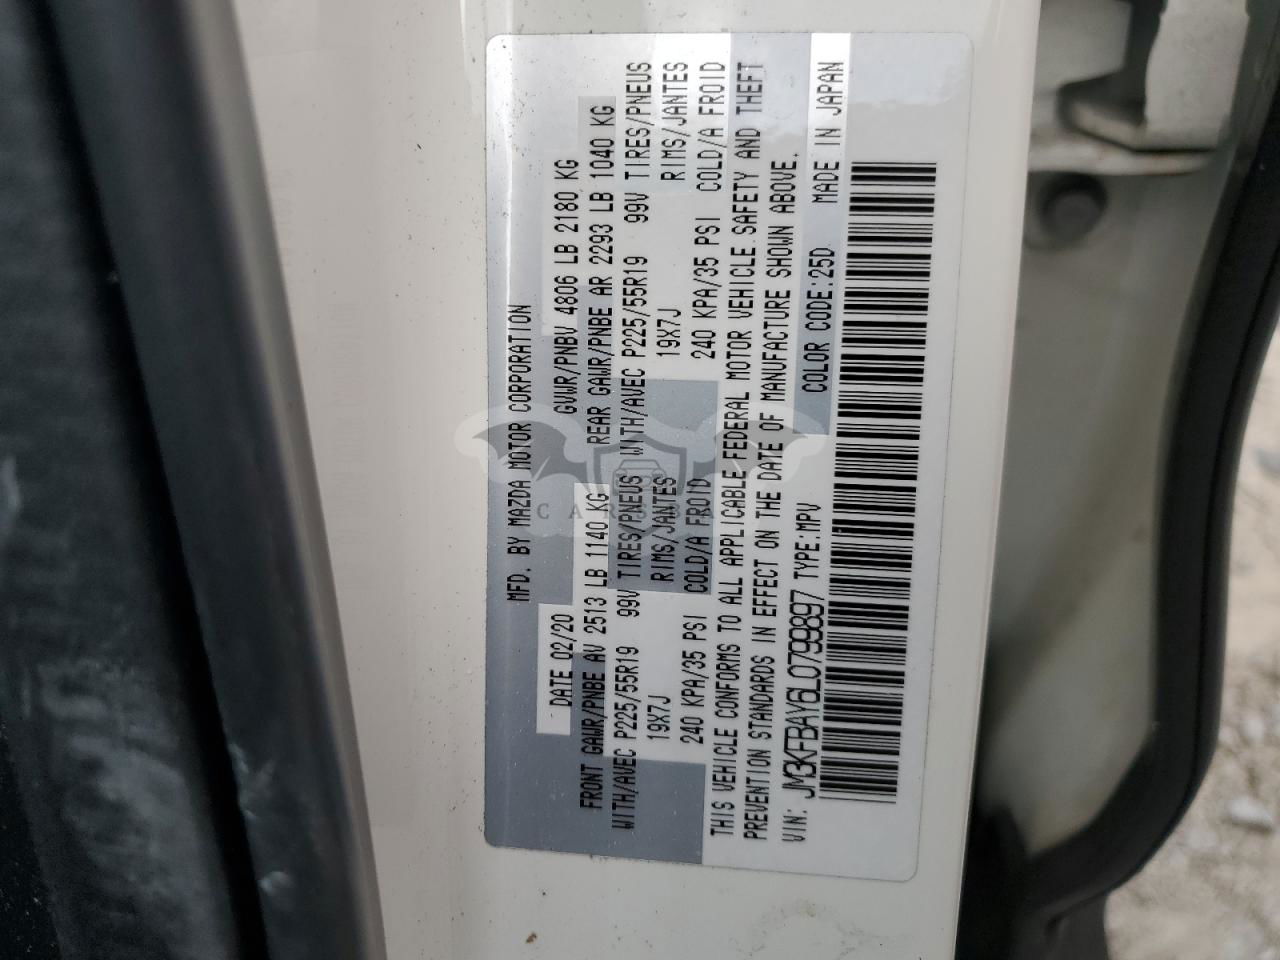 MFD. BY MAZDA MOTOR CORPORATION
DATE 02/20 GVWR/PNBV 4806 LB 2180 KG
FRONT GAWR/PNBE AV 2513 LB 1140 KG REAR GAWR/PNBE AR 2293 LB 1040 KG
WITH/AVEC P225/55R19 99V TIRES/PNEUS WITH/AVEC P225/55R19 99V TIRES/PNEUS
19X7J RIMS/JANTES 19X7J RIMS/JANTES
240 KPA/35 PSI COLD/A FROID 240 KPA/35 PSI COLD/A FROID
THIS VEHICLE CONFORMS TO ALL APPLICABLE FEDERAL MOTOR VEHICLE SAFETY AND THEFT
PREVENTION STANDARDS IN EFFECT ON THE DATE OF MANUFACTURE SHOWN ABOVE.
VIN: JM3KFBAY6L0799897 TYPE:MPV COLOR CODE:25D MADE IN JAPAN